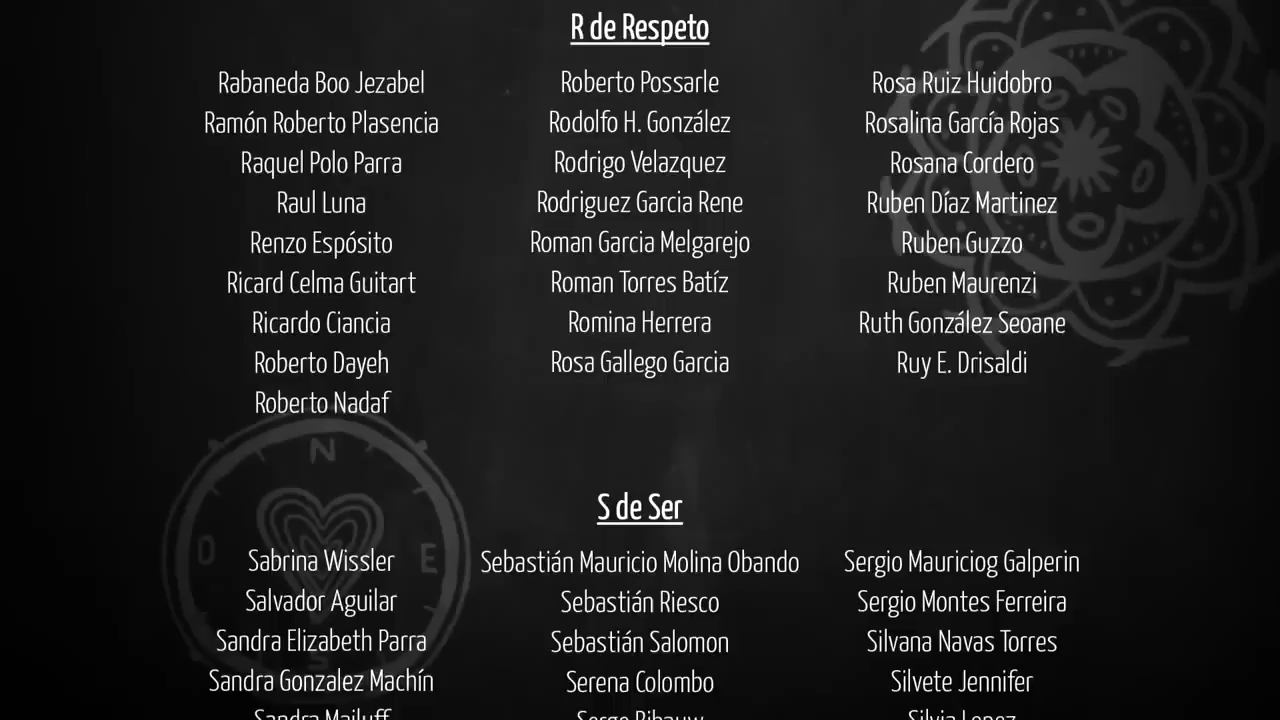 R de Respeto
Rabaneda Boo Jezabel
Ramón Roberto Plasencia
Raquel Polo Parra
Raul Luna
Renzo Espósito
Ricard Celma Guitart
Ricardo Ciancia
Roberto Dayeh
Roberto Nadaf
Roberto Possarle
Rodolfo H. González
Rodrigo Velazquez
Rodriguez Garcia Rene
Roman Garcia Melgarejo
Roman Torres Batíz
Romina Herrera
Rosa Gallego Garcia
Rosa Ruiz Huidobro
Rosalina García Rojas
Rosana Cordero
Ruben Díaz Martinez
Ruben Guzzo
Ruben Maurenzi
Ruth González Seoane
Ruy E. Drisaldi
N
O
E
S
S de Ser
Sabrina Wissler
Salvador Aguilar
Sandra Elizabeth Parra
Sandra Gonzalez Machín
Sandra
Sebastián Mauricio Molina Obando
Sebastián Riesco
Sebastián Salomon
Serena Colombo
Sergio Mauriciog Galperin
Sergio Montes Ferreira
Silvana Navas Torres
Silvete Jennifer
Silvia Lopez